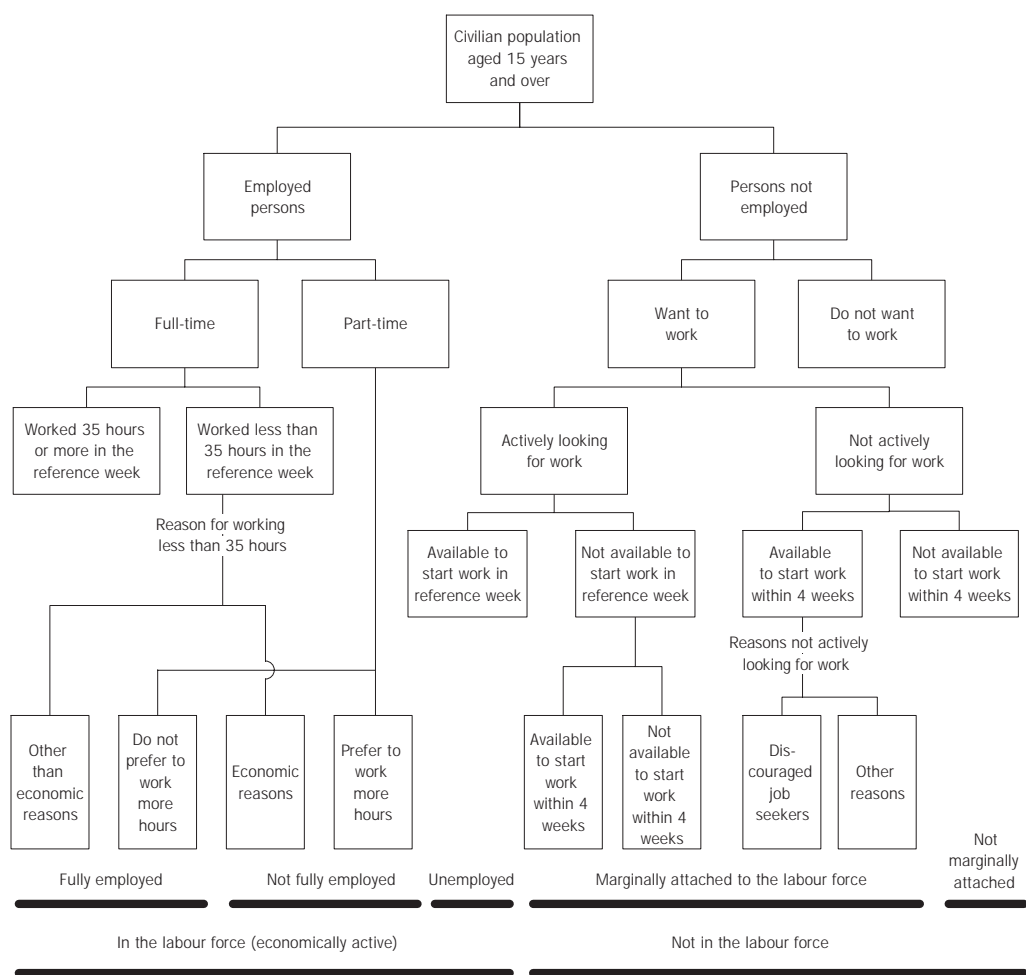 Civilian population
aged 15 years
and over
Employed
persons
Persons not
employed
Full-time
Part-time
Want to
work
Do not want
to work
Worked 35 hours
or more in the
reference week
Worked less than
35 hours in the
reference week
Actively looking
for work
Not actively
looking for work
Reason for working
less than 35 hours
Available to
start work in
reference week
Not available to
start work in
reference week
Available
to start work
within 4 weeks
Not available
to start work
within 4 weeks
Reasons not actively
looking for work
Other
than
economic
reasons
Do not
prefer to
work
more
hours
Economic
reasons
Prefer to
work
more
hours
Available
to start
work
within 4
weeks
Not
available
to start
work
within 4
weeks
Dis-
couraged
job
seekers
Other
reasons
Fully employed
Not fully employed
Unemployed
Marginally attached to the labour force
Not
marginally
attached
In the labour force (economically active)
Not in the labour force